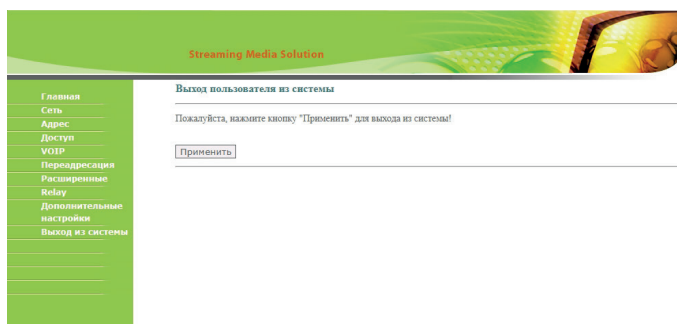 Streaming Media Solution
Главная
Сеть
Адрес
Доступ
VOIP
Переадресация
Расширенные
Relay
Дополнительные
настройки
Выход из системы
Выход пользователя из системы
Пожалуйста, нажмите кнопку "Применить" для выхода из системы!
Применить